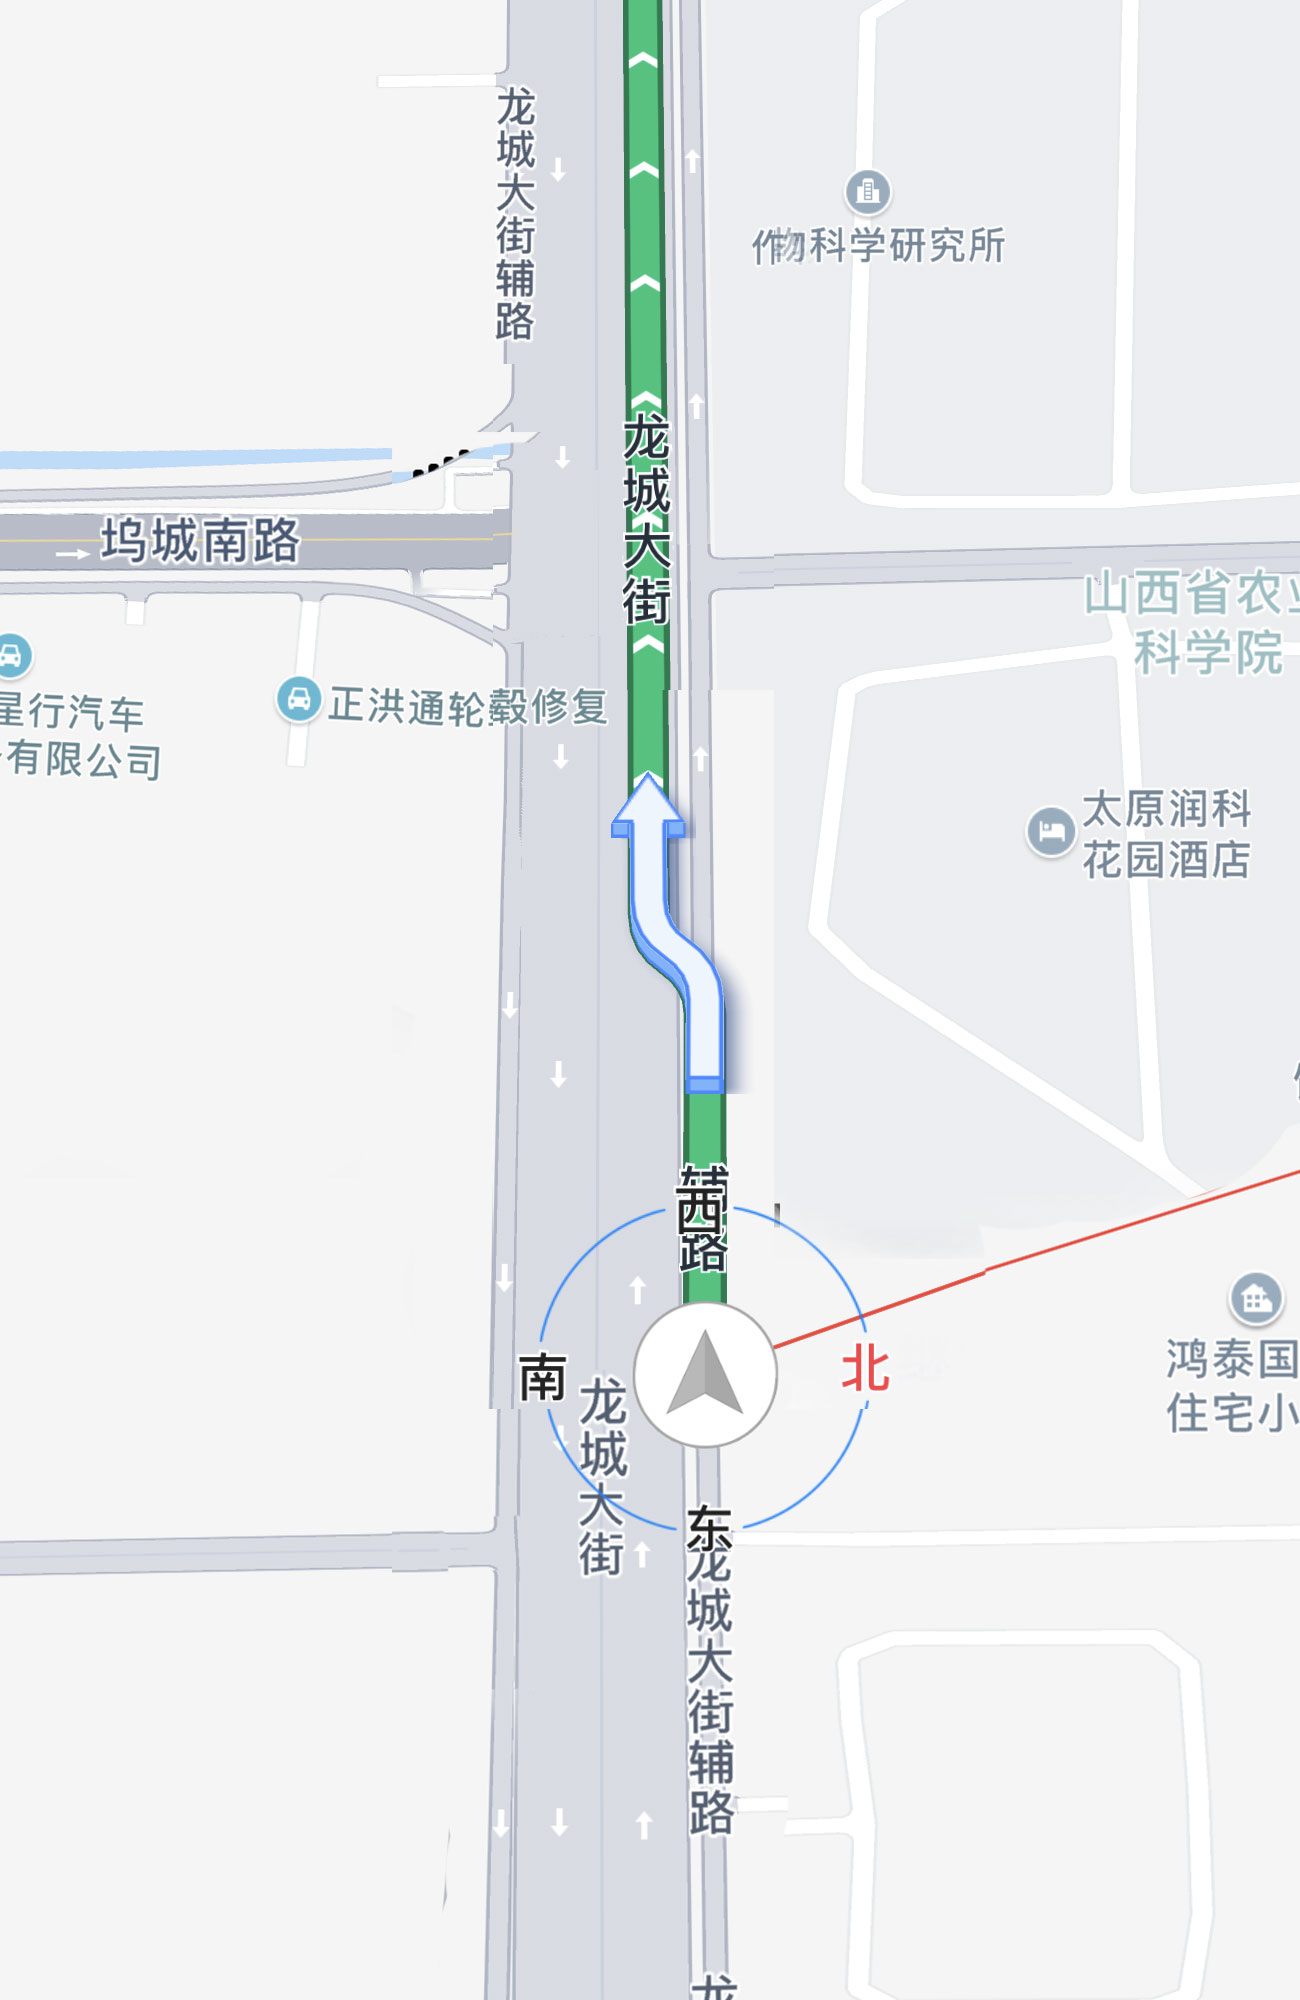 龙城大街辅路
作物科学研究所
龙城大街
坞城南路
山西省农业
科学院
正洪通轮毂修复
星行汽车
有限公司
太原润科
花园酒店
辅路
西
南
北
东
鸿泰国
住宅小
龙城大街
龙城大街辅路
龙